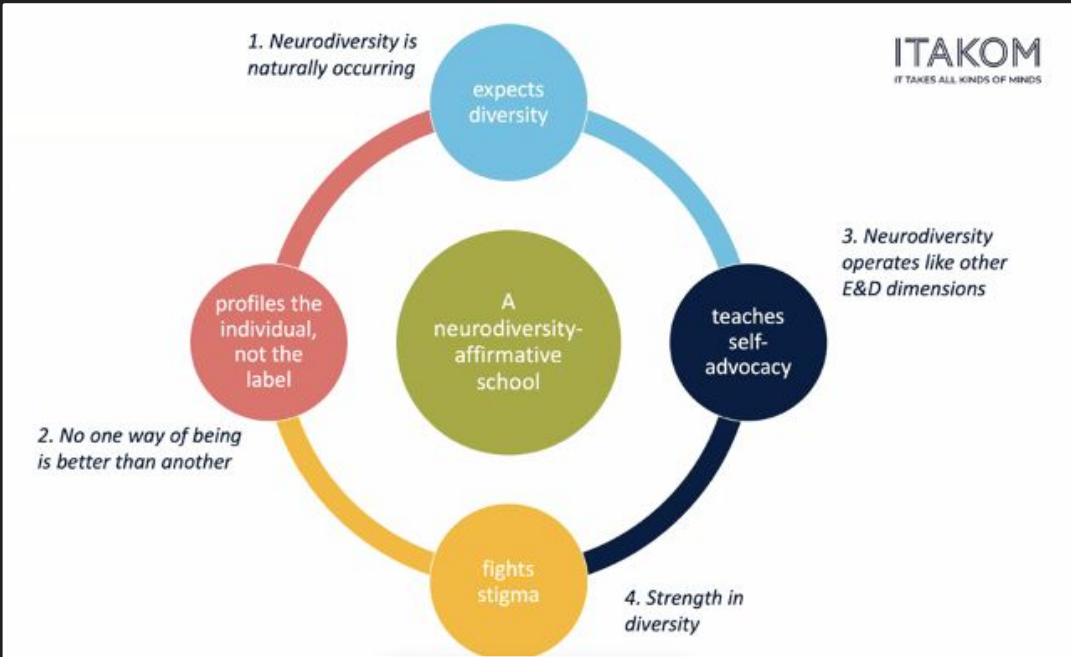 1. Neurodiversity is
naturally occurring
expects
diversity
ITAKOM
IT TAKES ALL KINDS OF MINDS
3. Neurodiversity
operates like other
E&D dimensions
profiles the
individual,
not the
label
A
neurodiversity-
affirmative
school
teaches
self-
advocacy
2. No one way of being
is better than another
fights
stigma
4. Strength in
diversity